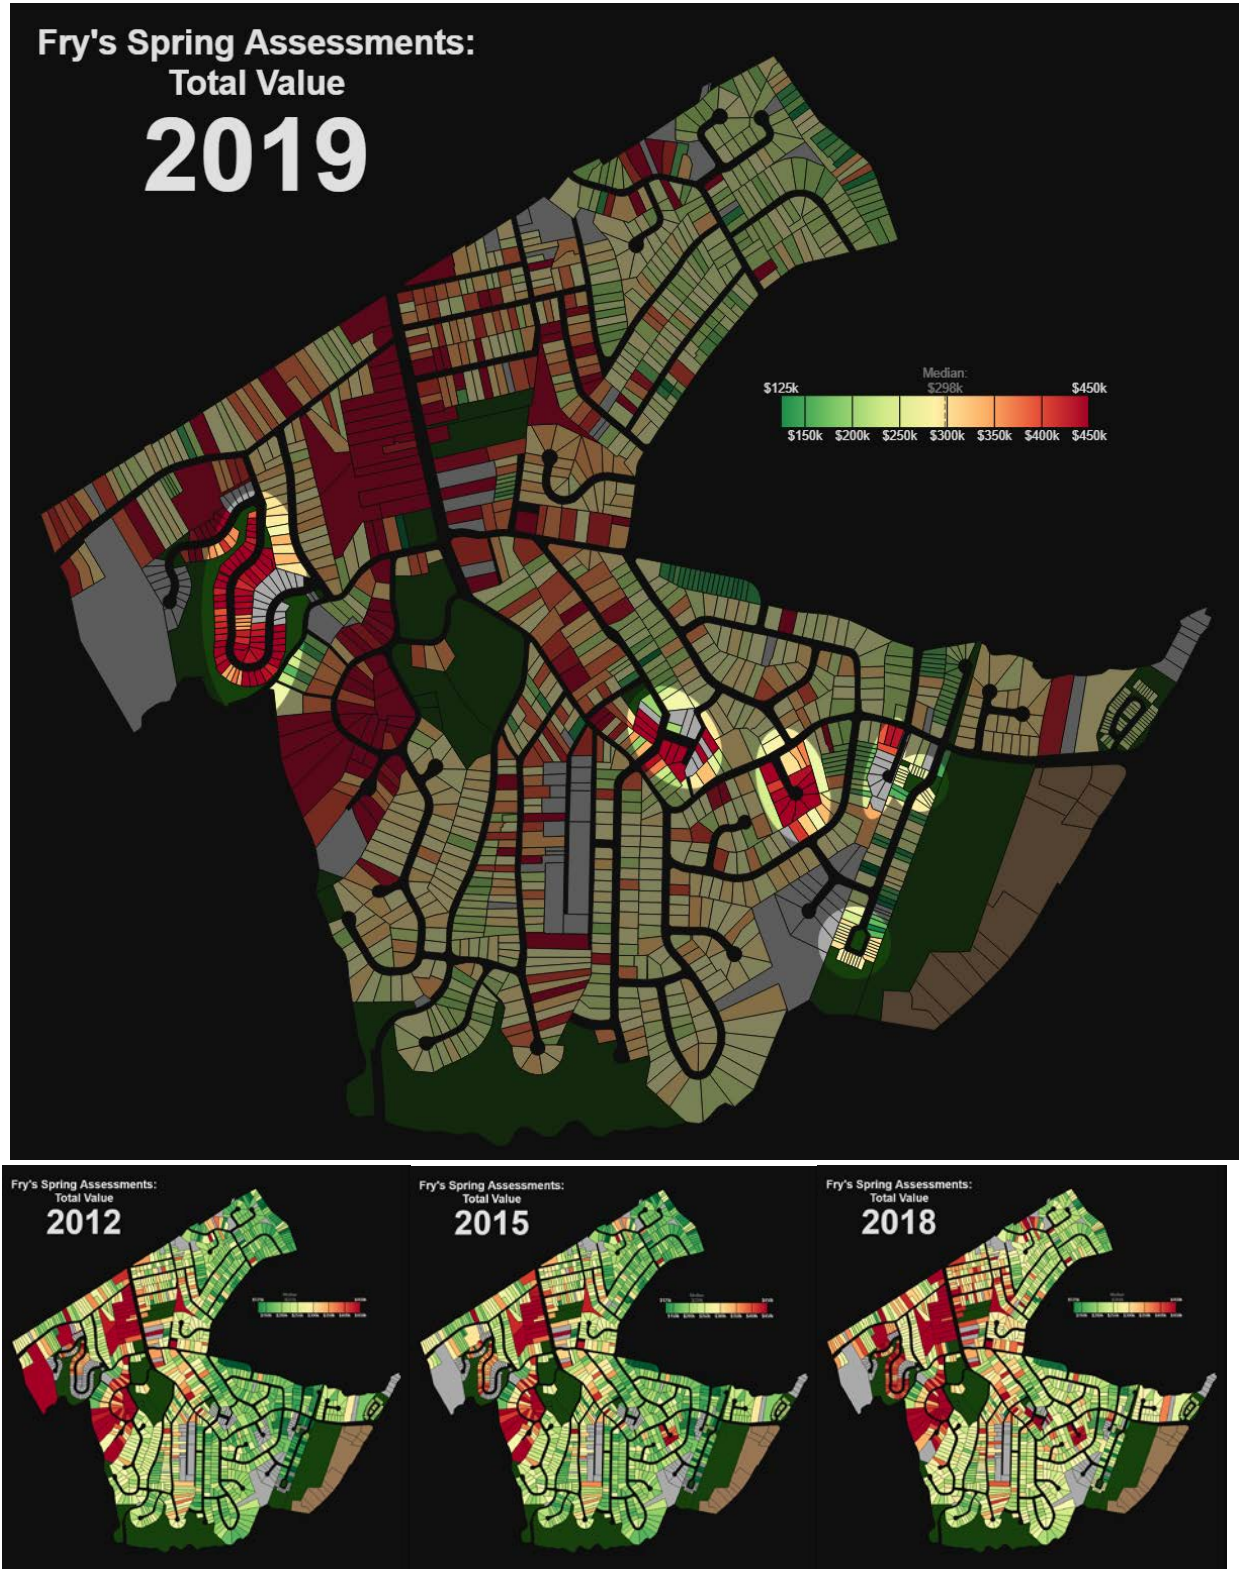 Fry's Spring Assessments:
Total Value
2019
Median:
$125k $298k $450k
$150k $200k $250k $300k $350k $400k $450k
Fry's Spring Assessments:
Total Value
2012
Fry's Spring Assessments:
Total Value
2015
Fry's Spring Assessments:
Total Value
2018